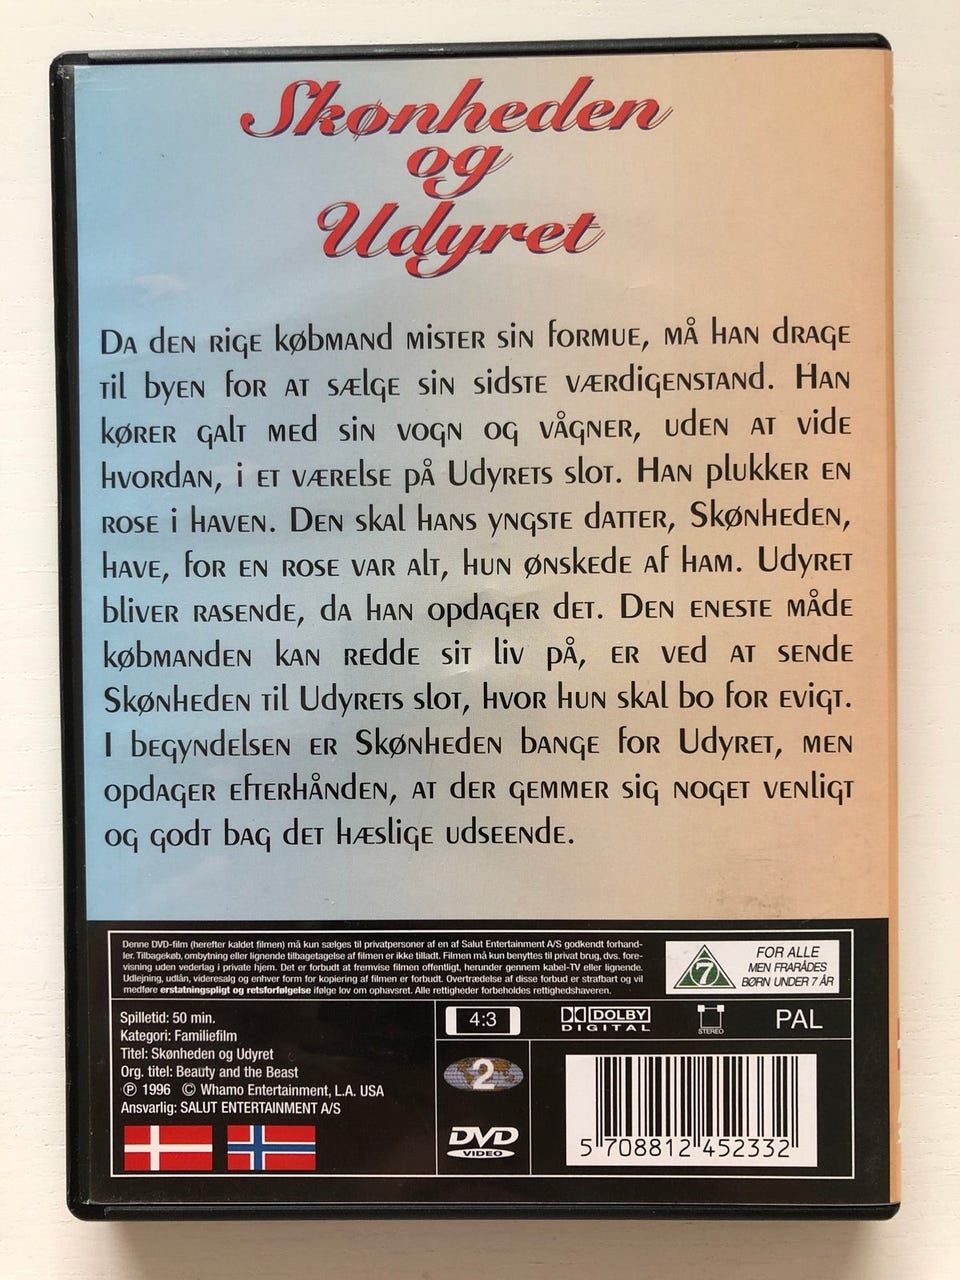 Skønheden
og
Udyret
Da den rige købmand mister sin formue, må han drage
til byen for at sælge sin sidste værdigenstand. Han
kører galt med sin vogn og vågner, uden at vide
hvordan, i et værelse på Udyrets slot. Han plukker en
rose i haven. Den skal hans yngste datter, Skønheden,
have, for en rose var alt, hun ønskede af ham. Udyret
bliver rasende, da han opdager det. Den eneste måde
købmanden kan redde sit liv på, er ved at sende
Skønheden til Udyrets slot, hvor hun skal bo for evigt.
I begyndelsen er Skønheden bange for Udyret, men
opdager efterhånden, at der gemmer sig noget venligt
og godt bag det hæslige udseende.
Denne DVD-film (herefter kaldet filmen) må kun sælges til privatpersoner af en af Salut Entertainment A/S godkendt forhand-
ler. Tilbagekøb, ombytning eller lignende tilbagetagelse af filmen er ikke tilladt. Filmen må kun benyttes til privat brug, dvs. fore-
visning uden vederlag i private hjem. Det er forbudt at fremvise filmen offentligt, herunder gennem kabel-TV eller lignende.
Udlejning, udlån, videresalg og enhver form for kopiering af filmen er forbudt. Overtrædelse af disse forbud er strafbart og vil
medføre erstatningspligt og retsforfølgelse ifølge lov om ophavsret. Alle rettigheder forbeholdes rettighedshaveren.
7
FOR ALLE
MEN FRARÅDES
BØRN UNDER 7 ÅR
Spilletid: 50 min.
Kategori: Familiefilm
Titel: Skønheden og Udyret
Org. titel: Beauty and the Beast
℗ 1996 © Whamo Entertainment, L.A. USA
Ansvarlig: SALUT ENTERTAINMENT A/S
4:3
DOLBY
DIGITAL
STEREO
PAL
2
DVD
VIDEO
5 708812 452332